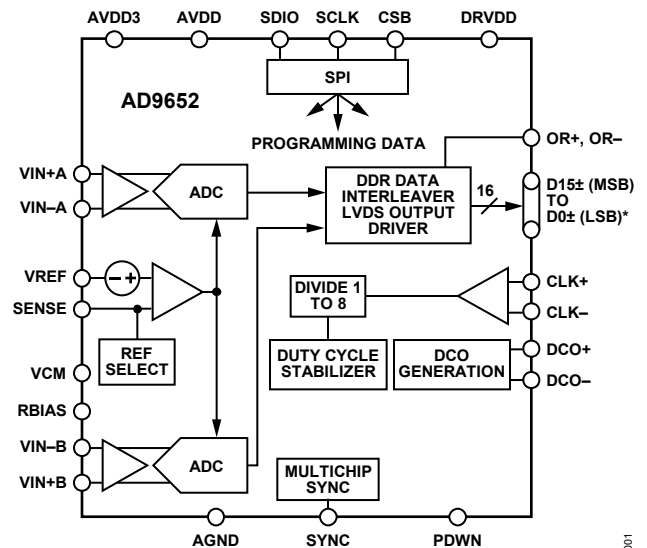 AVDD3 AVDD SDIO SCLK CSB DRVDD
SPI
AD9652
PROGRAMMING DATA
OR+, OR–
VIN+A
VIN–A
ADC
DDR DATA
INTERLEAVER
LVDS OUTPUT
DRIVER
16
D15± (MSB)
TO
D0± (LSB)*
VREF
– +
SENSE
REF
SELECT
DIVIDE 1
TO 8
CLK+
CLK–
DUTY CYCLE
STABILIZER
DCO
GENERATION
DCO+
DCO–
VCM
RBIAS
VIN–B
VIN+B
ADC
MULTICHIP
SYNC
AGND SYNC PDWN
001